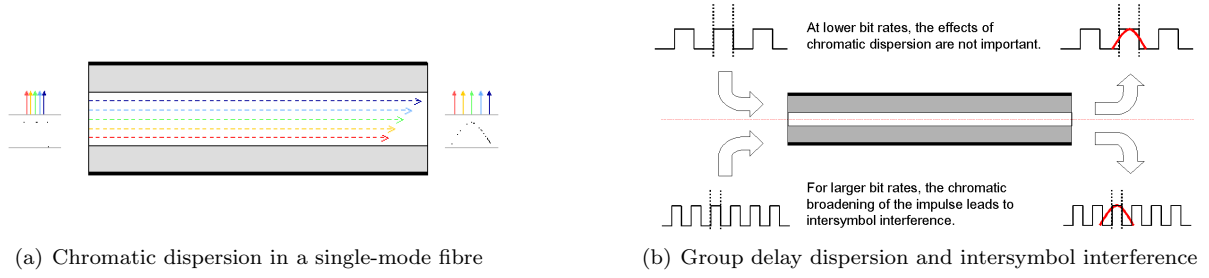 At lower bit rates, the effects of
chromatic dispersion are not important.
For larger bit rates, the chromatic
broadening of the impulse leads to
intersymbol interference.
(a) Chromatic dispersion in a single-mode fibre
(b) Group delay dispersion and intersymbol interference